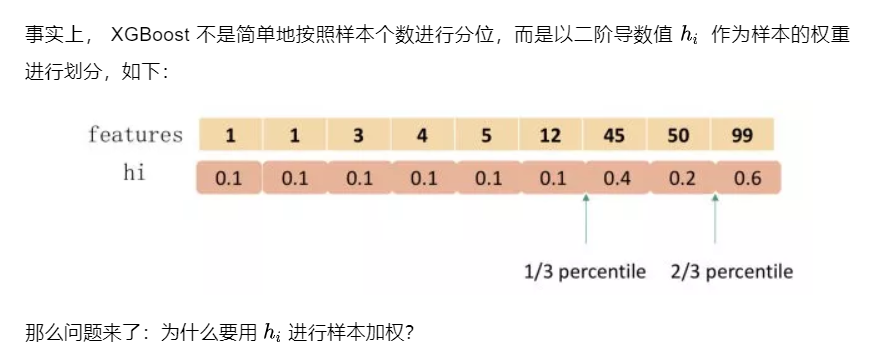 事实上， XGBoost 不是简单地按照样本个数进行分位，而是以二阶导数值 hᵢ 作为样本的权重
进行划分，如下：
features 1 1 3 4 5 12 45 50 99
hi 0.1 0.1 0.1 0.1 0.1 0.1 0.4 0.2 0.6
1/3 percentile 2/3 percentile
那么问题来了：为什么要用 hᵢ 进行样本加权？